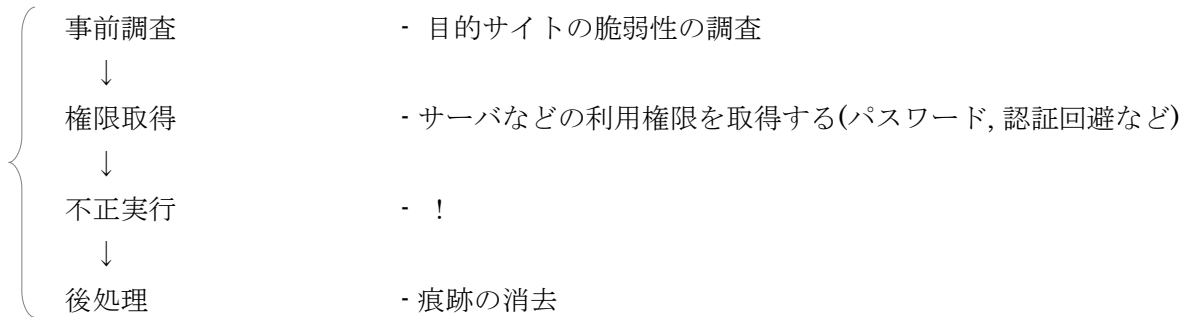 事前調査 - 目的サイトの脆弱性の調査
↓
権限取得 - サーバなどの利用権限を取得する(パスワード, 認証回避など)
↓
不正実行 - !
↓
後処理 - 痕跡の消去